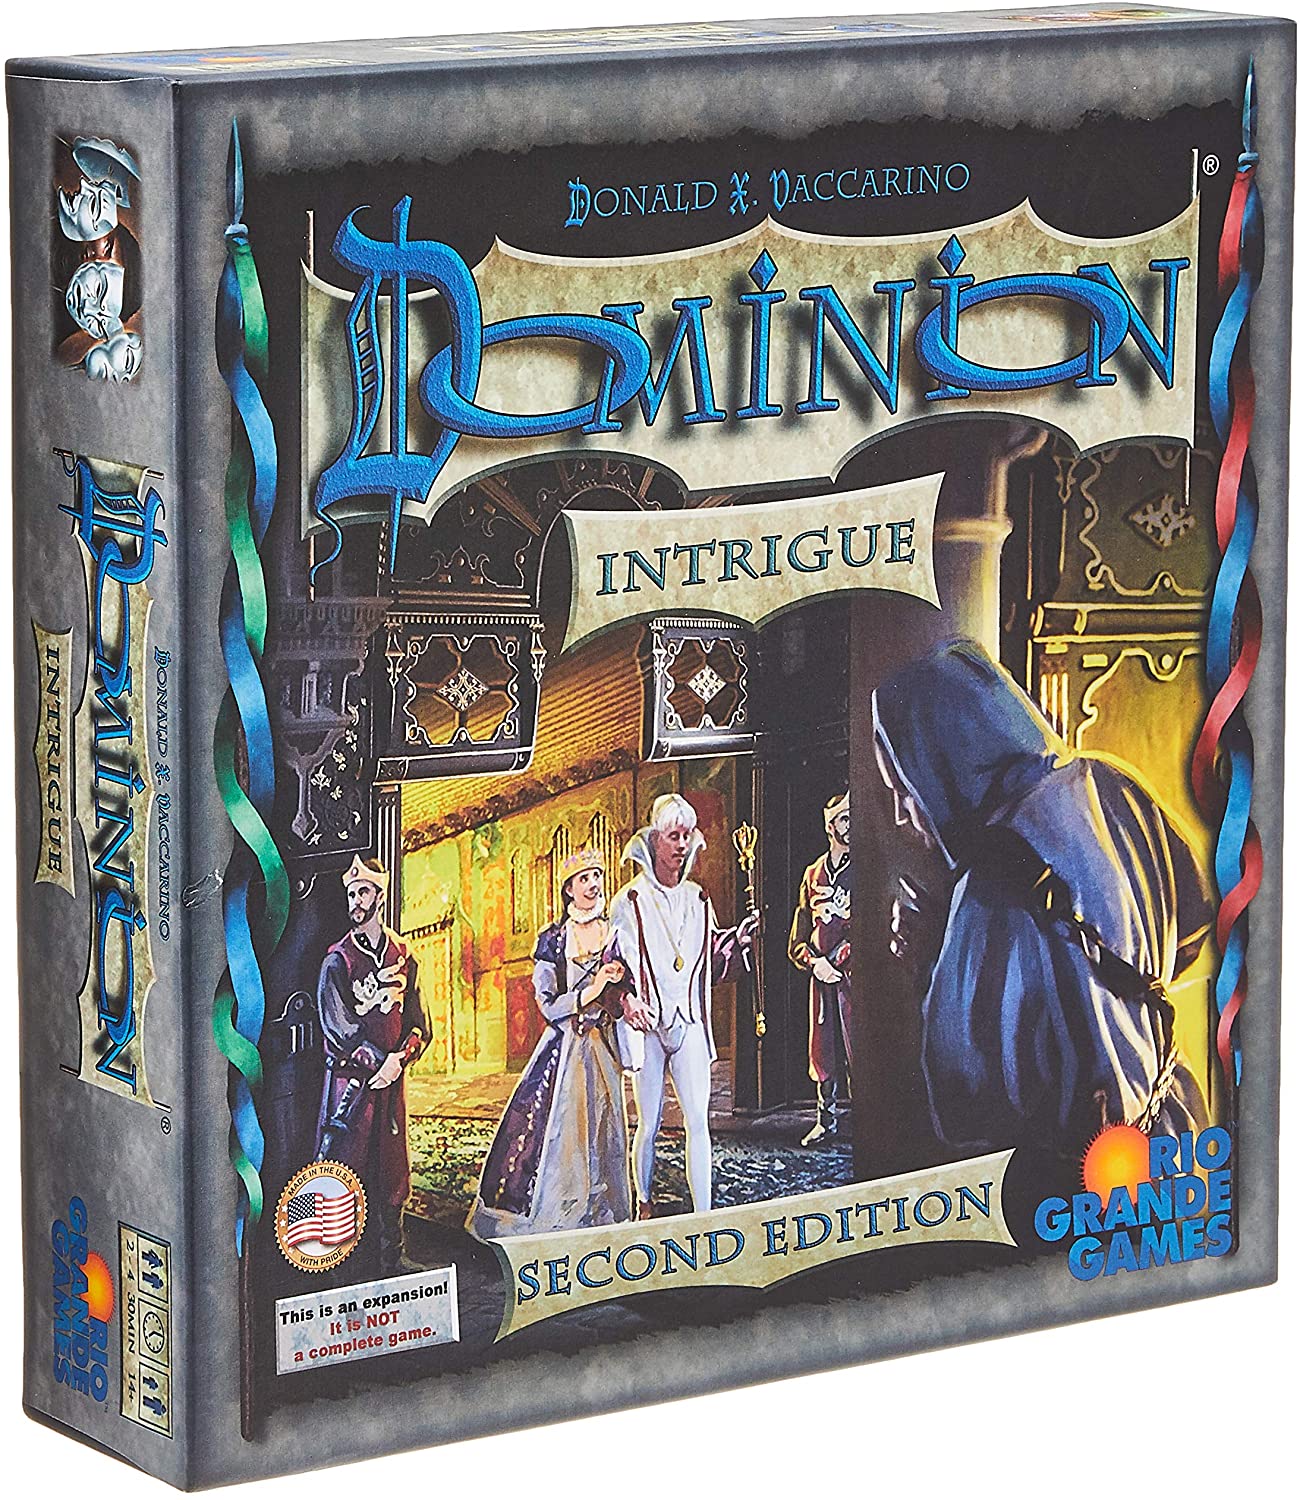 DONALD X. VACCARINO
DOMINION
®
INTRIGUE
SECOND EDITION
MADE IN THE U.S.A.
WITH PRIDE
This is an expansion!
It is NOT
a complete game.
RIO
GRANDE
GAMES
DONALD X. VACCARINO
DOMINION
®
INTRIGUE
RIO
GRANDE
GAMES
™
2 - 4 30MIN 14+